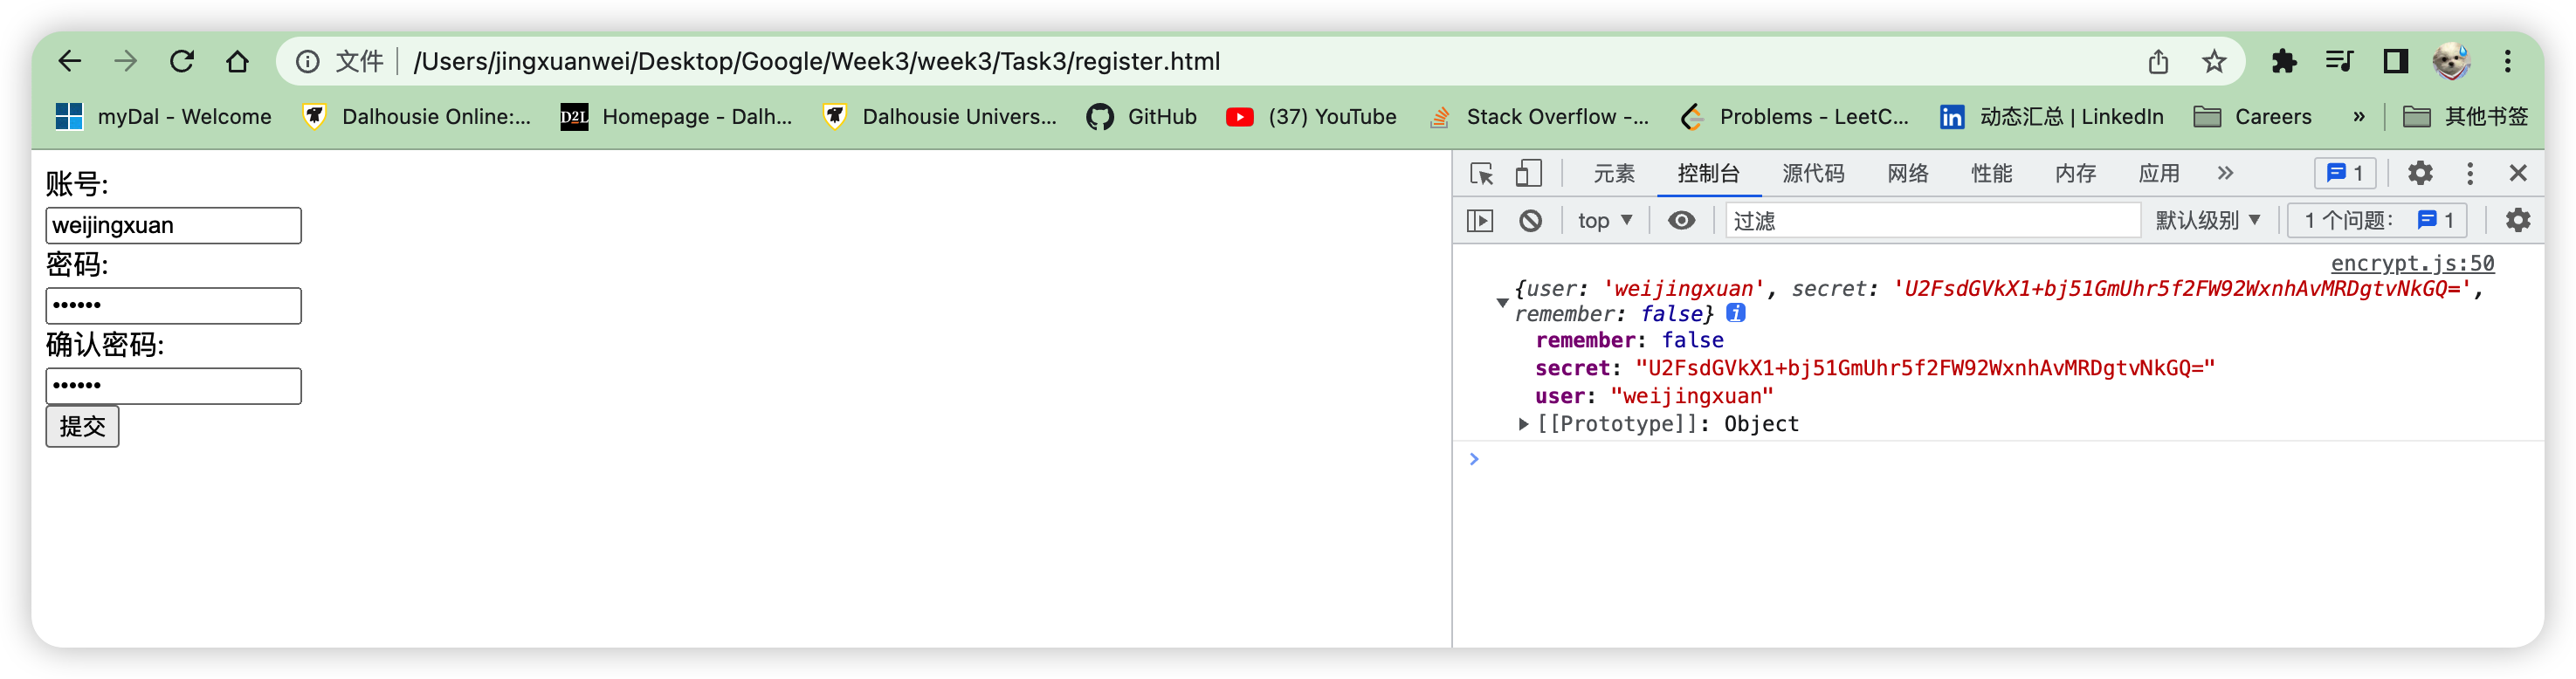 文件 /Users/jingxuanwei/Desktop/Google/Week3/week3/Task3/register.html
myDal - Welcome Dalhousie Online:... D2L Homepage - Dalh... Dalhousie Univers... GitHub (37) YouTube Stack Overflow -... Problems - LeetC... in 动态汇总 | LinkedIn Careers » 其他书签
账号:
weijingxuan
密码:
••••••
确认密码:
••••••
提交
元素 控制台 源代码 网络 性能 内存 应用 » 1
top ▼ 过滤 默认级别 ▼ 1 个问题: 1
encrypt.js:50
{user: 'weijingxuan', secret: 'U2FsdGVkX1+bj51GmUhr5f2FW92WxnhAvMRDgtvNkGQ=',
remember: false} i
remember: false
secret: "U2FsdGVkX1+bj51GmUhr5f2FW92WxnhAvMRDgtvNkGQ="
user: "weijingxuan"
[[Prototype]]: Object